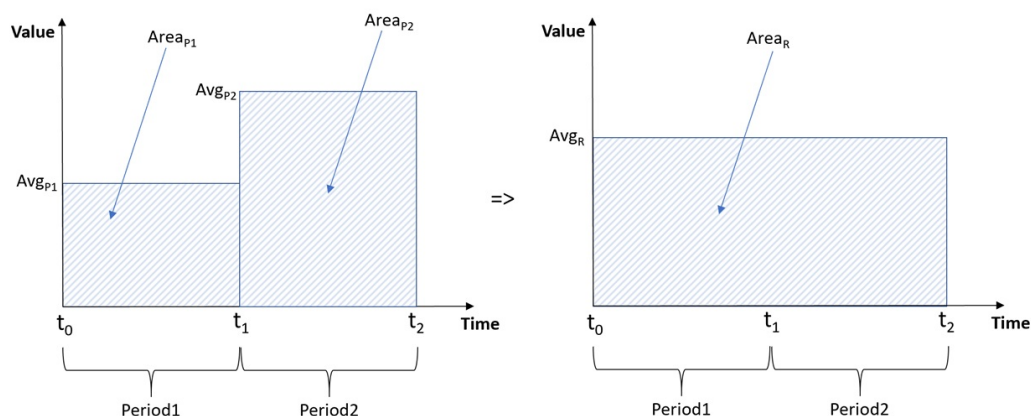 Value
Area_P1
Area_P2
Avg_P2
Avg_P1
t_0
t_1
t_2
Time
Period1
Period2
=>
Value
Area_R
Avg_R
t_0
t_1
t_2
Time
Period1
Period2